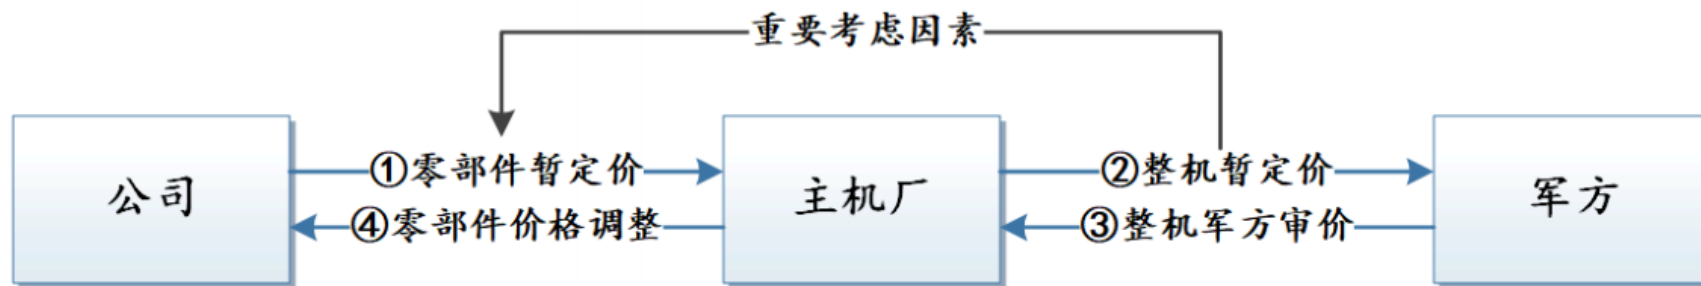 重要考虑因素
①零部件暂定价
②整机暂定价
公司
主机厂
军方
④零部件价格调整
③整机军方审价